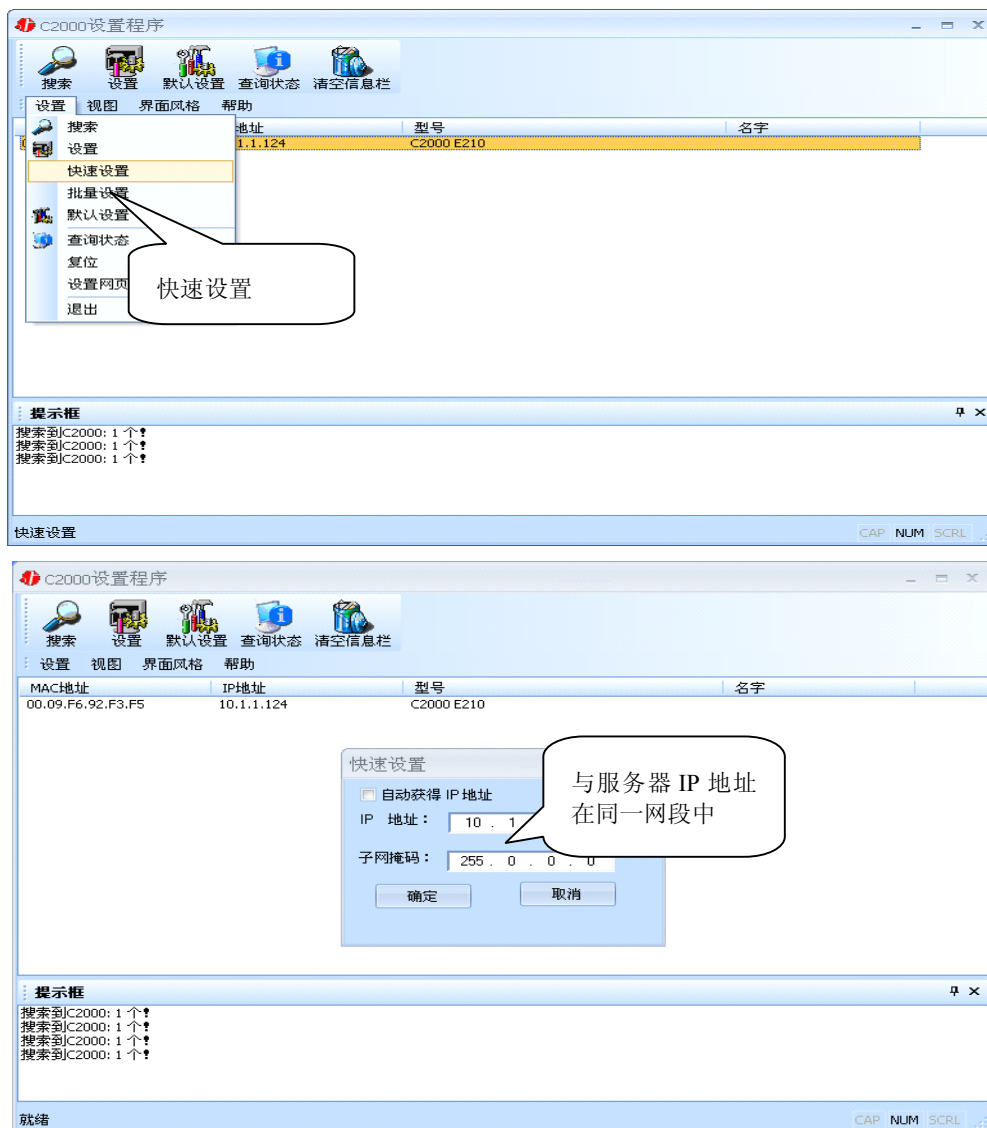 C2000设置程序
搜索 设置 默认设置 查询状态 清空信息栏
设置 视图 界面风格 帮助
地址 型号 名字
1.1.124 C2000 E210
搜索
设置
快速设置
批量设置
默认设置
查询状态
复位
设置网页
退出
快速设置
提示框
搜索到C2000: 1 个!
搜索到C2000: 1 个!
搜索到C2000: 1 个!
快速设置 CAP NUM SCRL
C2000设置程序
搜索 设置 默认设置 查询状态 清空信息栏
设置 视图 界面风格 帮助
MAC地址 IP地址 型号 名字
00.09.F6.92.F3.F5 10.1.1.124 C2000 E210
快速设置
自动获得 IP 地址
IP 地址： 10 . 1
子网掩码： 255 . 0 . 0 . 0
确定 取消
与服务器 IP 地址
在同一网段中
提示框
搜索到C2000: 1 个!
搜索到C2000: 1 个!
搜索到C2000: 1 个!
搜索到C2000: 1 个!
就绪 CAP NUM SCRL